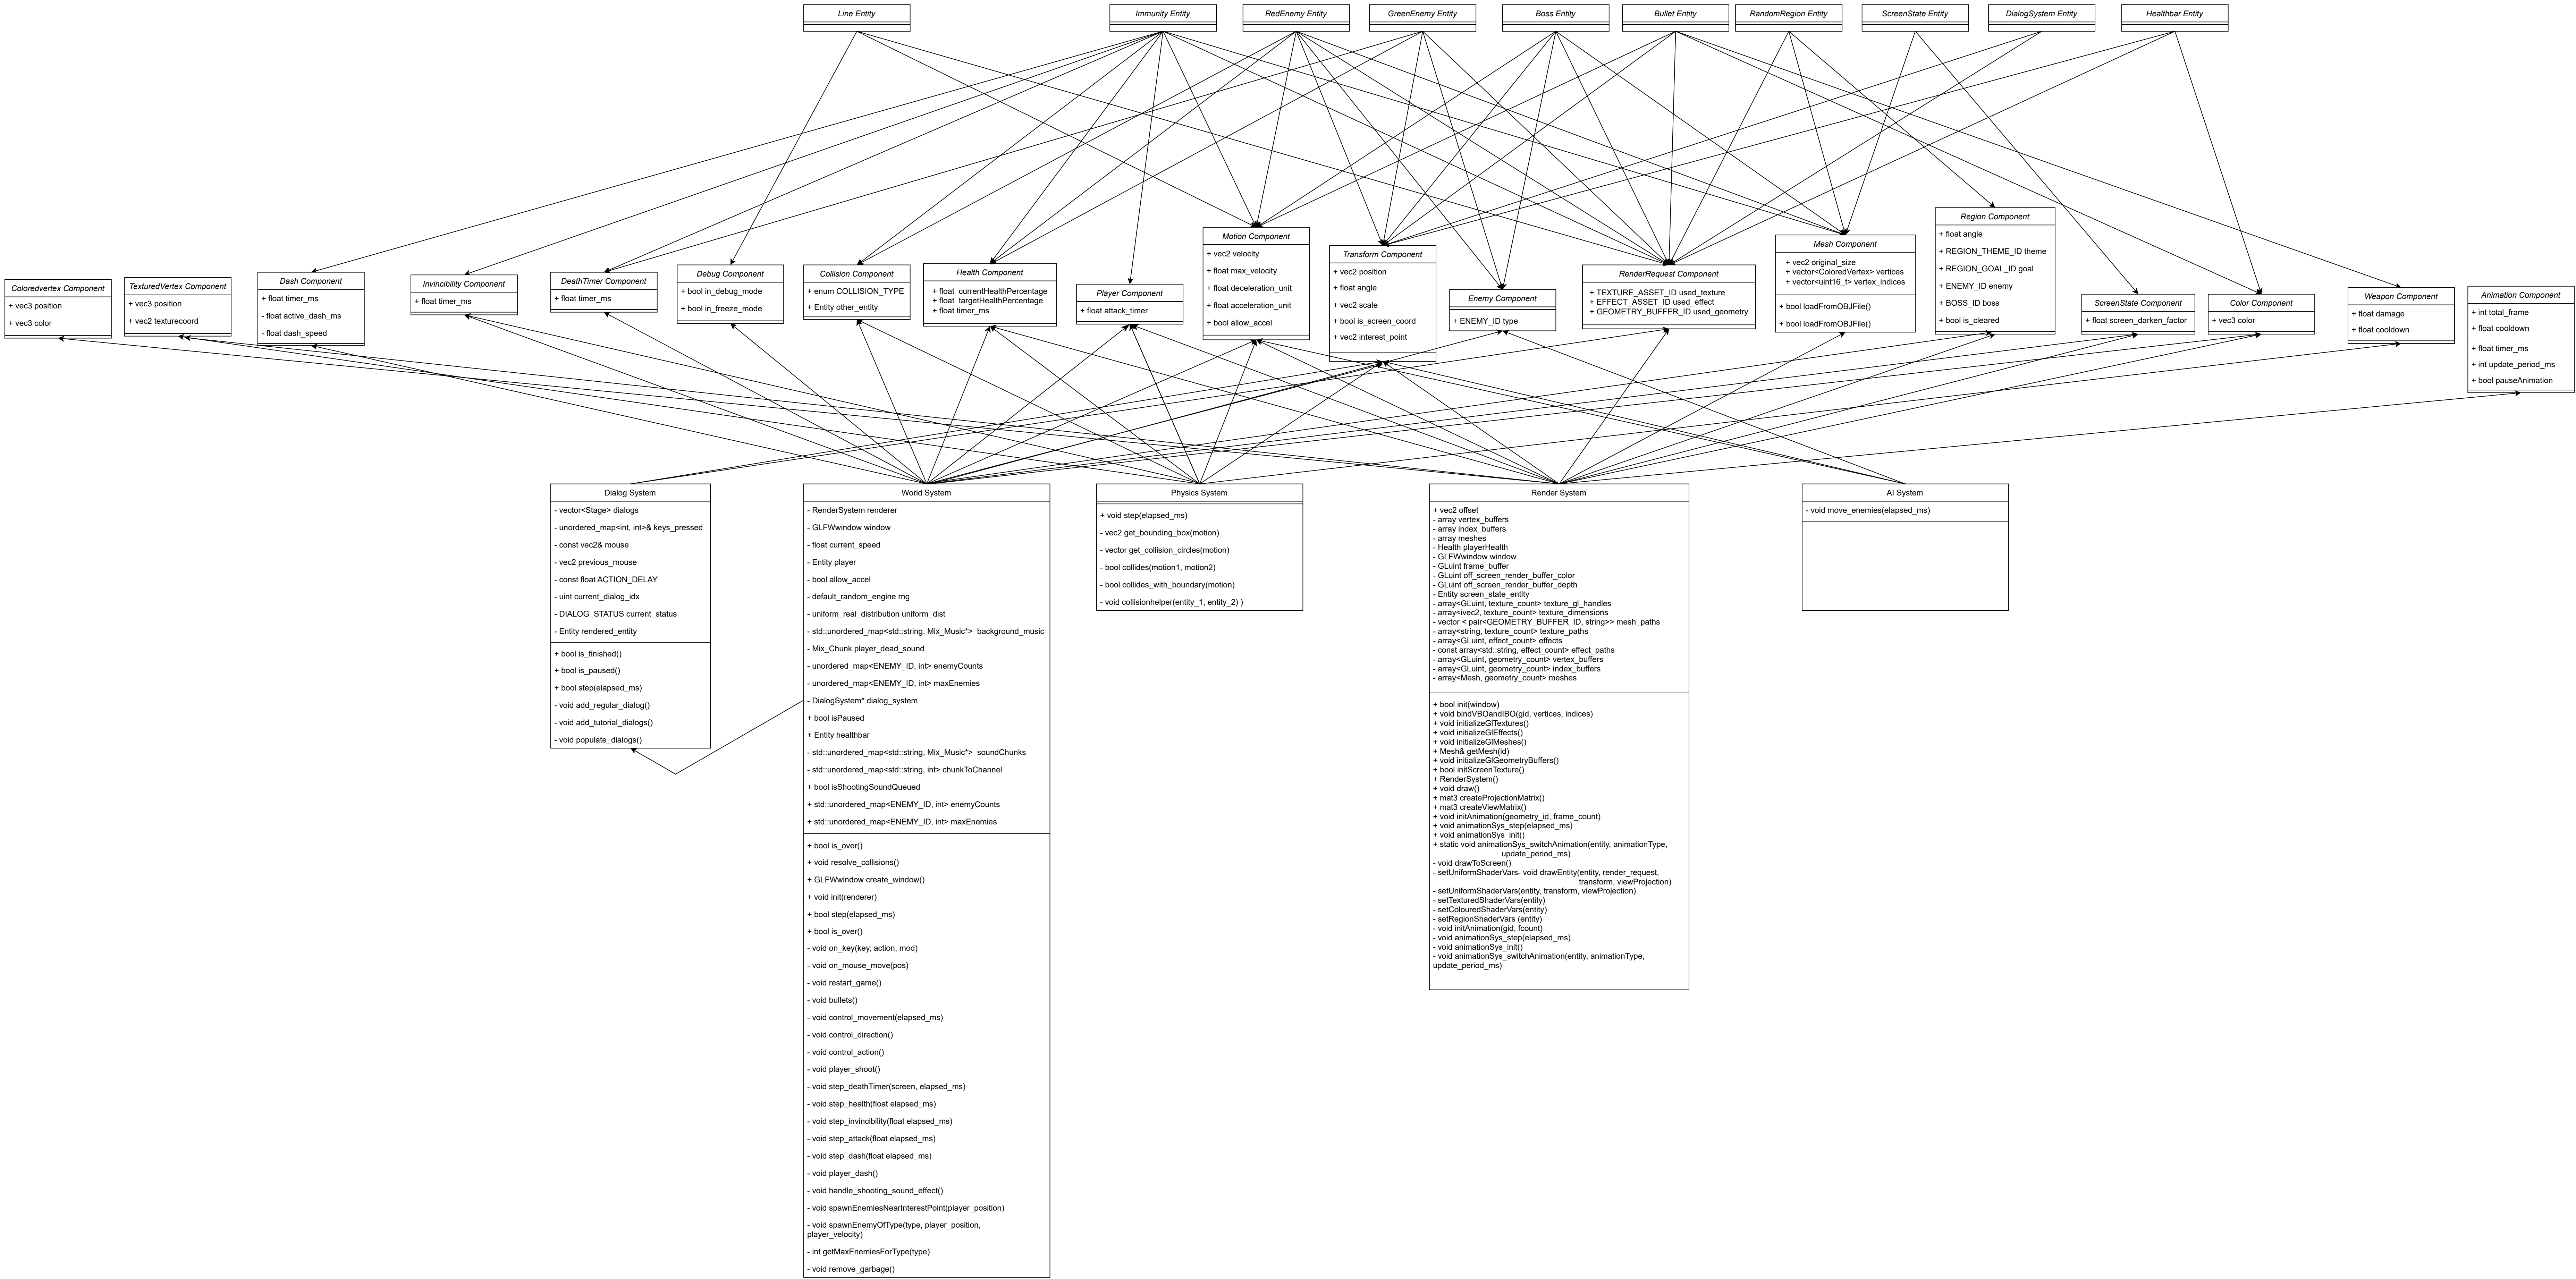 Line Entity
Immunity Entity
RedEnemy Entity
GreenEnemy Entity
Boss Entity
Bullet Entity
RandomRegion Entity
ScreenState Entity
DialogSystem Entity
Healthbar Entity
Coloredvertex Component
+ vec3 position
+ vec3 color
TexturedVertex Component
+ vec3 position
+ vec2 texturecoord
Dash Component
+ float timer_ms
- float active_dash_ms
- float dash_speed
Invincibility Component
+ float timer_ms
DeathTimer Component
+ float timer_ms
Debug Component
+ bool in_debug_mode
+ bool in_freeze_mode
Collision Component
+ enum COLLISION_TYPE
+ Entity other_entity
Health Component
+ float  currentHealthPercentage
+ float  targetHealthPercentage
+ float timer_ms
Player Component
+ float attack_timer
Motion Component
+ vec2 velocity
+ float max_velocity
+ float deceleration_unit
+ float acceleration_unit
+ bool allow_accel
Transform Component
+ vec2 position
+ float angle
+ vec2 scale
+ bool is_screen_coord
+ vec2 interest_point
Enemy Component
+ ENEMY_ID type
RenderRequest Component
+ TEXTURE_ASSET_ID used_texture
+ EFFECT_ASSET_ID used_effect
+ GEOMETRY_BUFFER_ID used_geometry
Mesh Component
+ vec2 original_size
+ vector<ColoredVertex> vertices
+ vector<uint16_t> vertex_indices
+ bool loadFromOBJFile()
+ bool loadFromOBJFile()
Region Component
+ float angle
+ REGION_THEME_ID theme
+ REGION_GOAL_ID goal
+ ENEMY_ID enemy
+ BOSS_ID boss
+ bool is_cleared
ScreenState Component
+ float screen_darken_factor
Color Component
+ vec3 color
Weapon Component
+ float damage
+ float cooldown
Animation Component
+ int total_frame
+ float cooldown
+ float timer_ms
+ int update_period_ms
+ bool pauseAnimation
Dialog System
- vector<Stage> dialogs
- unordered_map<int, int>& keys_pressed
- const vec2& mouse
- vec2 previous_mouse
- const float ACTION_DELAY
- uint current_dialog_idx
- DIALOG_STATUS current_status
- Entity rendered_entity
+ bool is_finished()
+ bool is_paused()
+ bool step(elapsed_ms)
- void add_regular_dialog()
- void add_tutorial_dialogs()
- void populate_dialogs()
World System
- RenderSystem renderer
- GLFWwindow window
- float current_speed
- Entity player
- bool allow_accel
- default_random_engine rng
- uniform_real_distribution uniform_dist
- std::unordered_map<std::string, Mix_Music*>  background_music
- Mix_Chunk player_dead_sound
- unordered_map<ENEMY_ID, int> enemyCounts
- unordered_map<ENEMY_ID, int> maxEnemies
- DialogSystem* dialog_system
+ bool isPaused
+ Entity healthbar
- std::unordered_map<std::string, Mix_Music*>  soundChunks
- std::unordered_map<std::string, int> chunkToChannel
+ bool isShootingSoundQueued
+ std::unordered_map<ENEMY_ID, int> enemyCounts
+ std::unordered_map<ENEMY_ID, int> maxEnemies
+ bool is_over()
+ void resolve_collisions()
+ GLFWwindow create_window()
+ void init(renderer)
+ bool step(elapsed_ms)
+ bool is_over()
- void on_key(key, action, mod)
- void on_mouse_move(pos)
- void restart_game()
- void bullets()
- void control_movement(elapsed_ms)
- void control_direction()
- void control_action()
- void player_shoot()
- void step_deathTimer(screen, elapsed_ms)
- void step_health(float elapsed_ms)
- void step_invincibility(float elapsed_ms)
- void step_attack(float elapsed_ms)
- void step_dash(float elapsed_ms)
- void player_dash()
- void handle_shooting_sound_effect()
- void spawnEnemiesNearInterestPoint(player_position)
- void spawnEnemyOfType(type, player_position,
player_velocity)
- int getMaxEnemiesForType(type)
- void remove_garbage()
Physics System
+ void step(elapsed_ms)
- vec2 get_bounding_box(motion)
- vector get_collision_circles(motion)
- bool collides(motion1, motion2)
- bool collides_with_boundary(motion)
- void collisionhelper(entity_1, entity_2) )
Render System
+ vec2 offset
- array vertex_buffers
- array index_buffers
- array meshes
- Health playerHealth
- GLFWwindow window
- GLuint frame_buffer
- GLuint off_screen_render_buffer_color
- GLuint off_screen_render_buffer_depth
- Entity screen_state_entity
- array<GLuint, texture_count> texture_gl_handles
- array<ivec2, texture_count> texture_dimensions
- vector < pair<GEOMETRY_BUFFER_ID, string>> mesh_paths
- array<string, texture_count> texture_paths
- array<GLuint, effect_count> effects
- const array<std::string, effect_count> effect_paths
- array<GLuint, geometry_count> vertex_buffers
- array<GLuint, geometry_count> index_buffers
- array<Mesh, geometry_count> meshes
+ bool init(window)
+ void bindVBOandIBO(gid, vertices, indices)
+ void initializeGlTextures()
+ void initializeGlEffects()
+ void initializeGlMeshes()
+ Mesh& getMesh(id)
+ void initializeGlGeometryBuffers()
+ bool initScreenTexture()
+ RenderSystem()
+ void draw()
+ mat3 createProjectionMatrix()
+ mat3 createViewMatrix()
+ void initAnimation(geometry_id, frame_count)
+ void animationSys_step(elapsed_ms)
+ void animationSys_init()
+ static void animationSys_switchAnimation(entity, animationType,
update_period_ms)
- void drawToScreen()
- setUniformShaderVars- void drawEntity(entity, render_request,
transform, viewProjection)
- setUniformShaderVars(entity, transform, viewProjection)
- setTexturedShaderVars(entity)
- setColouredShaderVars(entity)
- setRegionShaderVars (entity)
- void initAnimation(gid, fcount)
- void animationSys_step(elapsed_ms)
- void animationSys_init()
- void animationSys_switchAnimation(entity, animationType,
update_period_ms)
AI System
- void move_enemies(elapsed_ms)